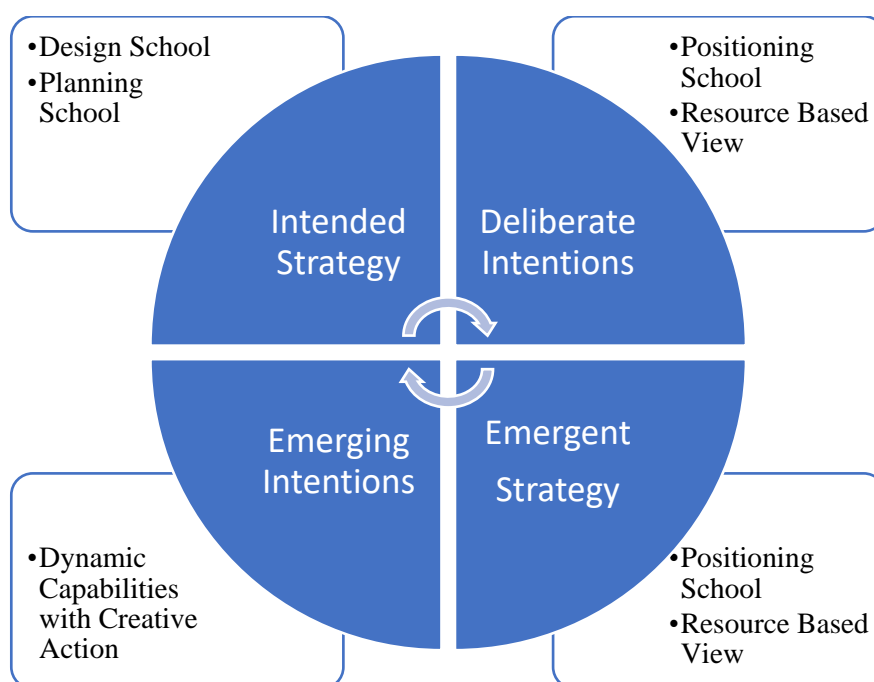 •Design School
•Planning
School
•Positioning
School
•Resource Based
View
Intended
Strategy
Deliberate
Intentions
Emerging
Intentions
Emergent
Strategy
•Dynamic
Capabilities
with Creative
Action
•Positioning
School
•Resource Based
View